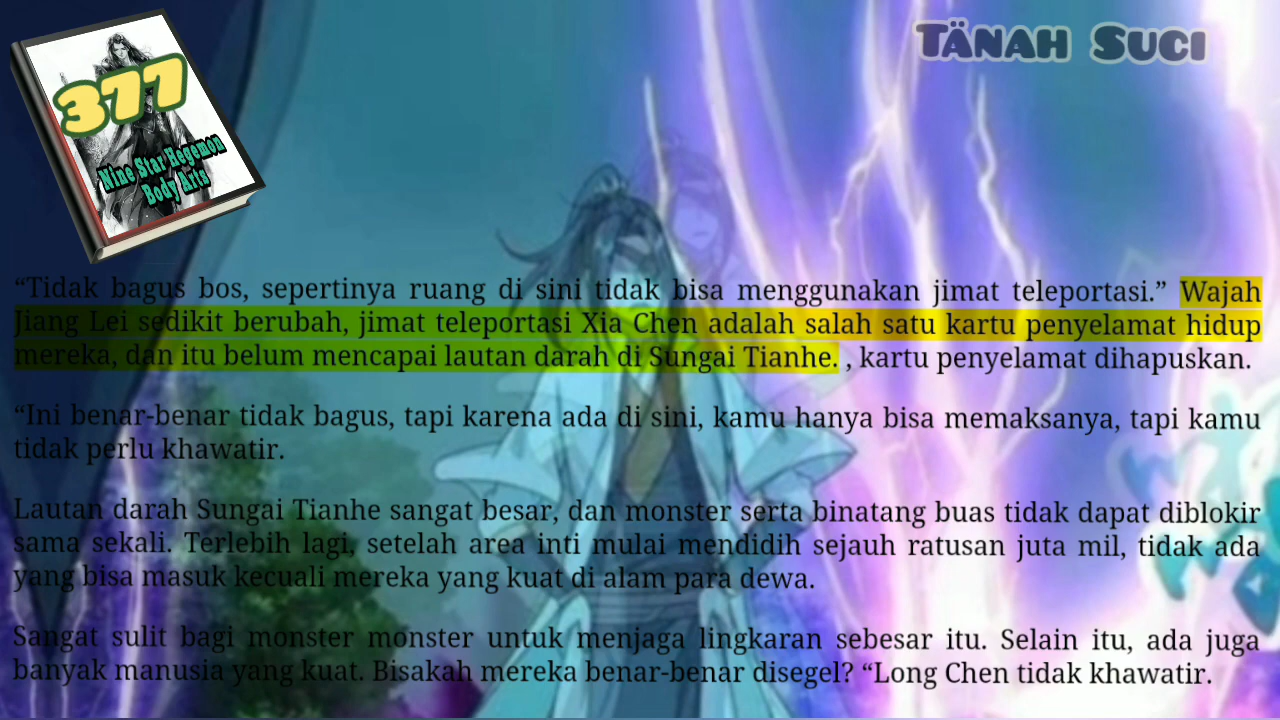 377
Nine Star Hegemon
Body Arts
Tänah Suci
“Tidak bagus bos, sepertinya ruang di sini tidak bisa menggunakan jimat teleportasi.” Wajah
Jiang Lei sedikit berubah, jimat teleportasi Xia Chen adalah salah satu kartu penyelamat hidup
mereka, dan itu belum mencapai lautan darah di Sungai Tianhe. , kartu penyelamat dihapuskan.
“Ini benar-benar tidak bagus, tapi karena ada di sini, kamu hanya bisa memaksanya, tapi kamu
tidak perlu khawatir.
Lautan darah Sungai Tianhe sangat besar, dan monster serta binatang buas tidak dapat diblokir
sama sekali. Terlebih lagi, setelah area inti mulai mendidih sejauh ratusan juta mil, tidak ada
yang bisa masuk kecuali mereka yang kuat di alam para dewa.
Sangat sulit bagi monster monster untuk menjaga lingkaran sebesar itu. Selain itu, ada juga
banyak manusia yang kuat. Bisakah mereka benar-benar disegel? “Long Chen tidak khawatir.